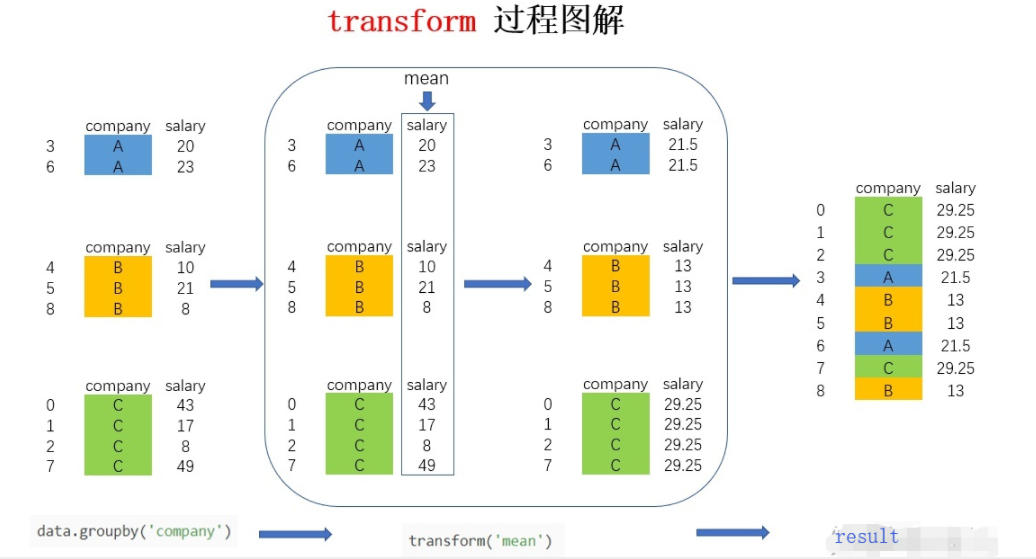 transform 过程图解
mean
company salary
3 A 20
6 A 23
company salary
4 B 10
5 B 21
8 B 8
company salary
0 C 43
1 C 17
2 C 8
7 C 49
company salary
3 A 20
6 A 23
company salary
4 B 10
5 B 21
8 B 8
company salary
0 C 43
1 C 17
2 C 8
7 C 49
company salary
3 A 21.5
6 A 21.5
company salary
4 B 13
5 B 13
8 B 13
company salary
0 C 29.25
1 C 29.25
2 C 29.25
7 C 29.25
company salary
0 C 29.25
1 C 29.25
2 C 29.25
3 A 21.5
4 B 13
5 B 13
6 A 21.5
7 C 29.25
8 B 13
data.groupby('company')
transform('mean')
result